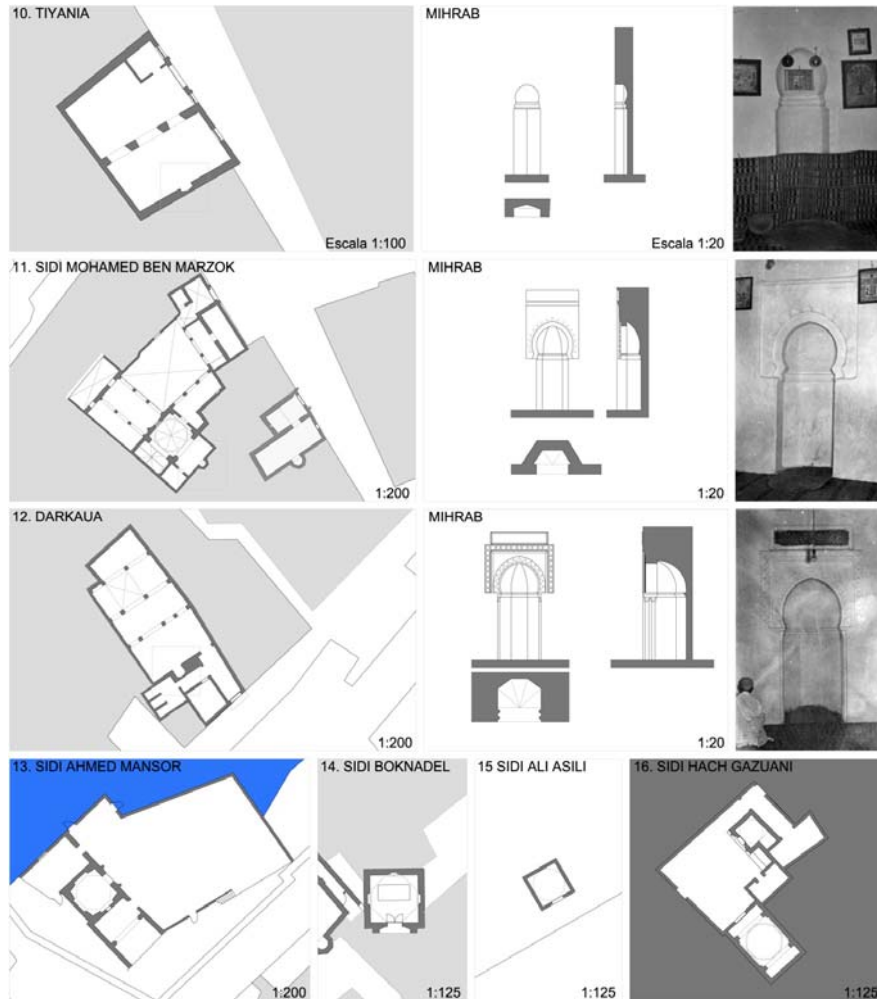 10. TIYANIA
Escala 1:100
MIHRAB
Escala 1:20
11. SIDI MOHAMED BEN MARZOK
1:200
MIHRAB
1:20
12. DARKAUA
1:200
MIHRAB
1:20
13. SIDI AHMED MANSOR
1:200
14. SIDI BOKNADEL
1:125
15 SIDI ALI ASILI
1:125
16. SIDI HACH GAZUANI
1:125